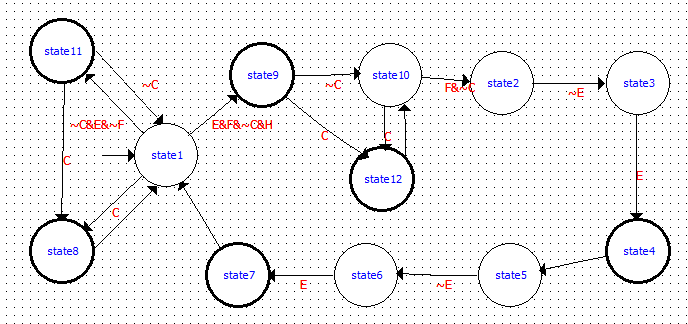 state11
~C
state9
~C
state10
F&~C
state2
~E
state3
~C&E&~F
E&F&~C&H
C
C
C
state1
state12
E
C
state8
state7
E
state6
~E
state5
state4